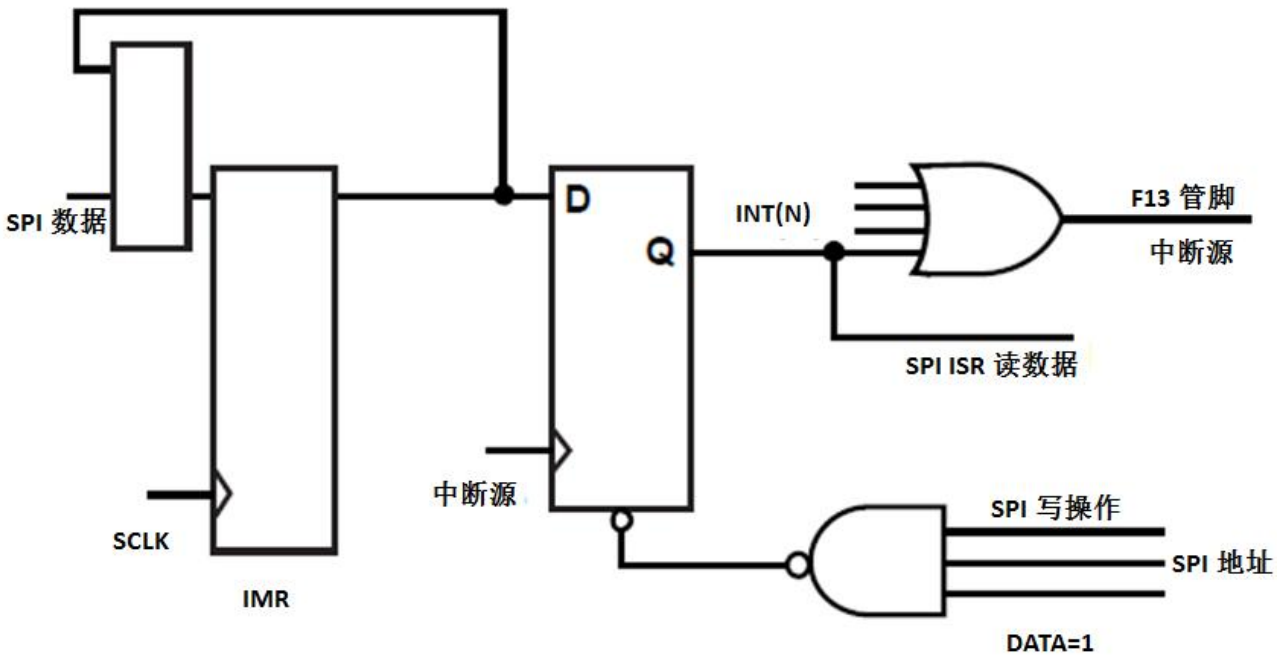 SPI 数据
D
Q
INT(N)
F13 管脚
中断源
SPI ISR 读数据
中断源
SCLK
IMR
SPI 写操作
SPI 地址
DATA=1